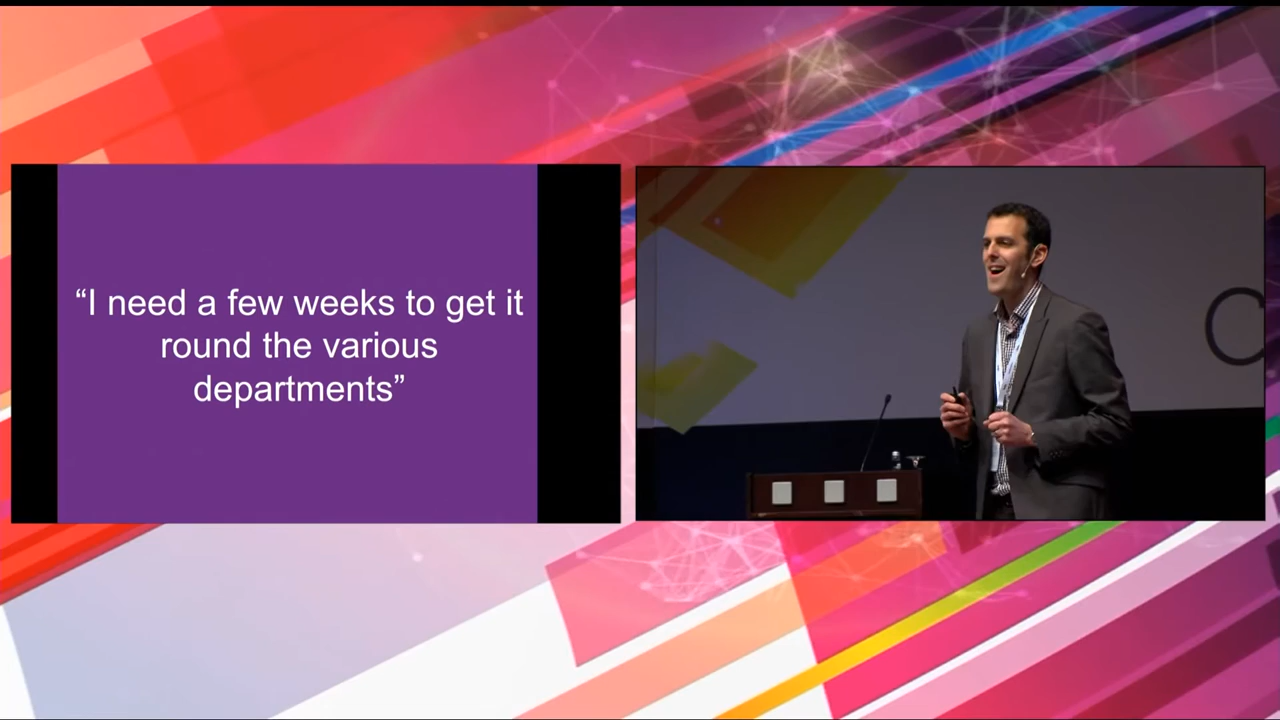 “I need a few weeks to get it
round the various
departments”
C